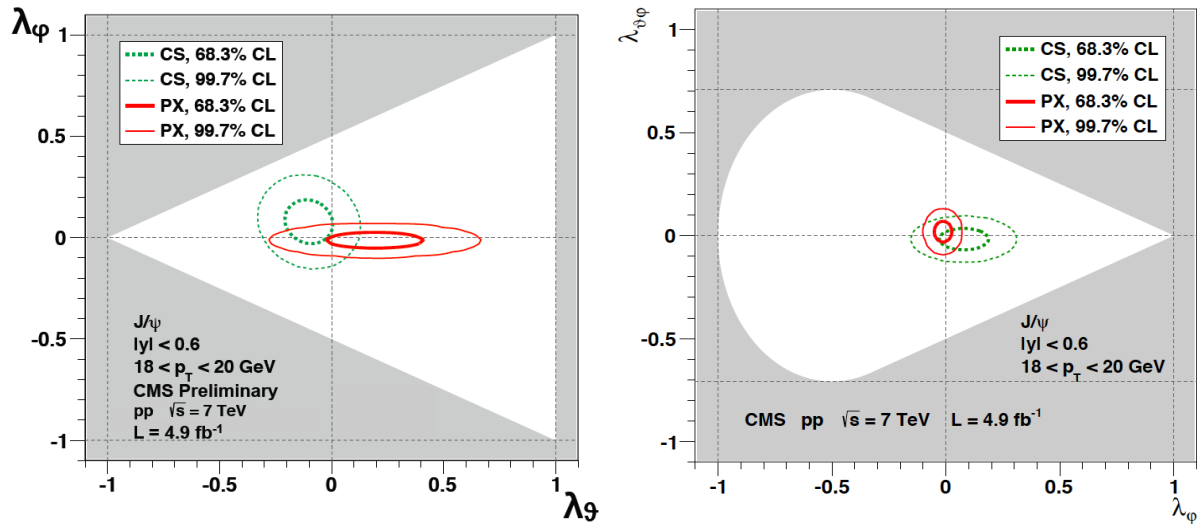 λφ
1
0.5
0
-0.5
-1
CS, 68.3% CL
CS, 99.7% CL
PX, 68.3% CL
PX, 99.7% CL
J/ψ
|y| < 0.6
18 < pT < 20 GeV
CMS Preliminary
pp √s = 7 TeV
L = 4.9 fb-1
-1 -0.5 0 0.5 1
λϑ
λϑφ
1
0.5
0
-0.5
-1
CS, 68.3% CL
CS, 99.7% CL
PX, 68.3% CL
PX, 99.7% CL
J/ψ
|y| < 0.6
18 < pT < 20 GeV
CMS pp √s = 7 TeV L = 4.9 fb-1
-1 -0.5 0 0.5 1
λφ